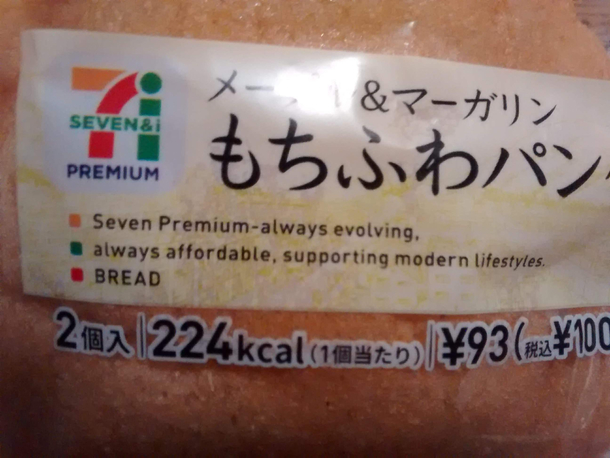 SEVEN&i
PREMIUM
&マーガリン
もちふわパン
Seven Premium-always evolving,
always affordable, supporting modern lifestyles.
BREAD
2個入 224kcal(1個当たり) ¥93(税込¥100